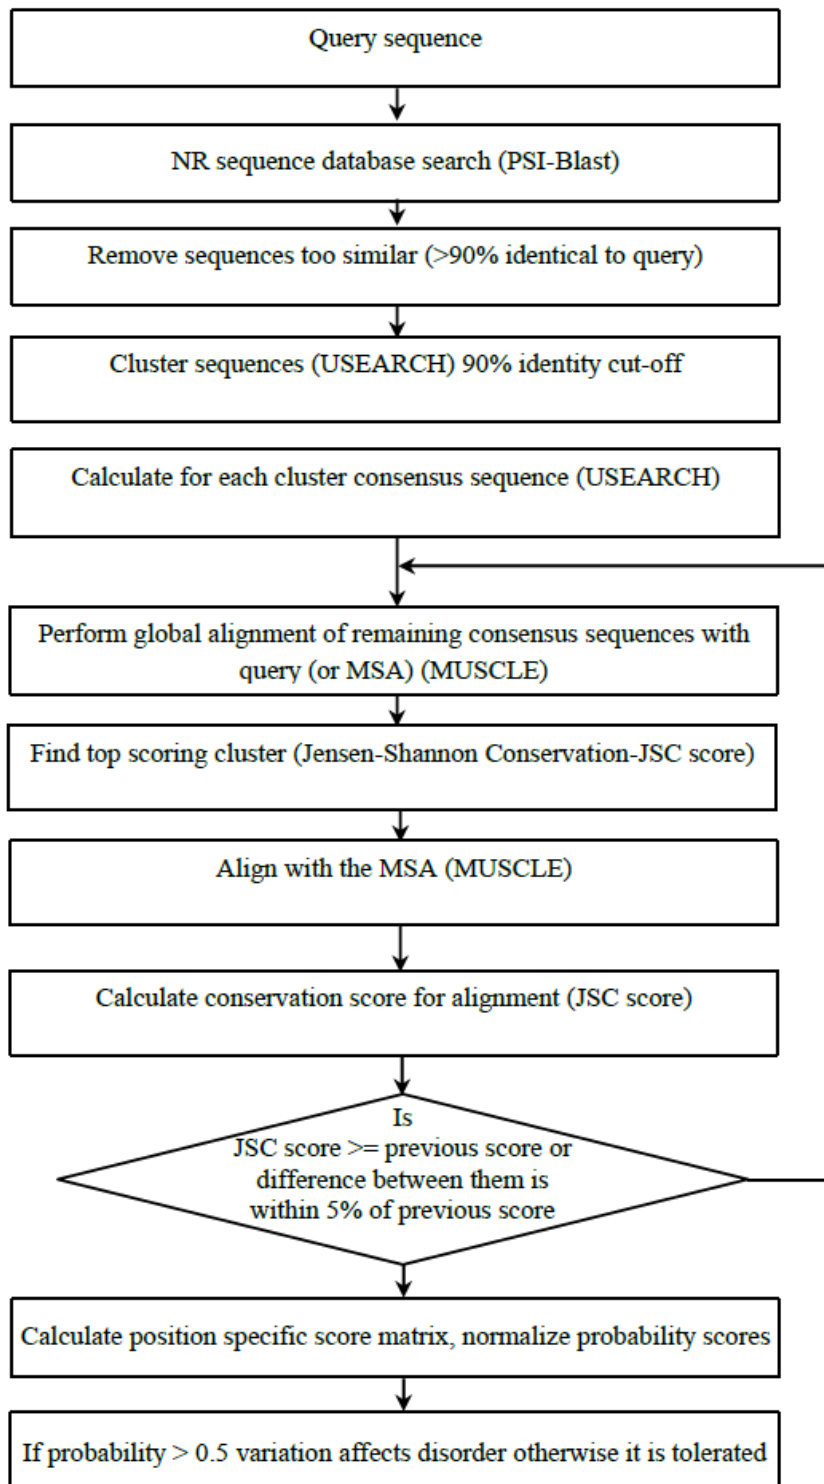 Query sequence
NR sequence database search (PSI-Blast)
Remove sequences too similar (>90% identical to query)
Cluster sequences (USEARCH) 90% identity cut-off
Calculate for each cluster consensus sequence (USEARCH)
Perform global alignment of remaining consensus sequences with
query (or MSA) (MUSCLE)
Find top scoring cluster (Jensen-Shannon Conservation-JSC score)
Align with the MSA (MUSCLE)
Calculate conservation score for alignment (JSC score)
Is
JSC score >= previous score or
difference between them is
within 5% of previous score
Calculate position specific score matrix, normalize probability scores
If probability > 0.5 variation affects disorder otherwise it is tolerated